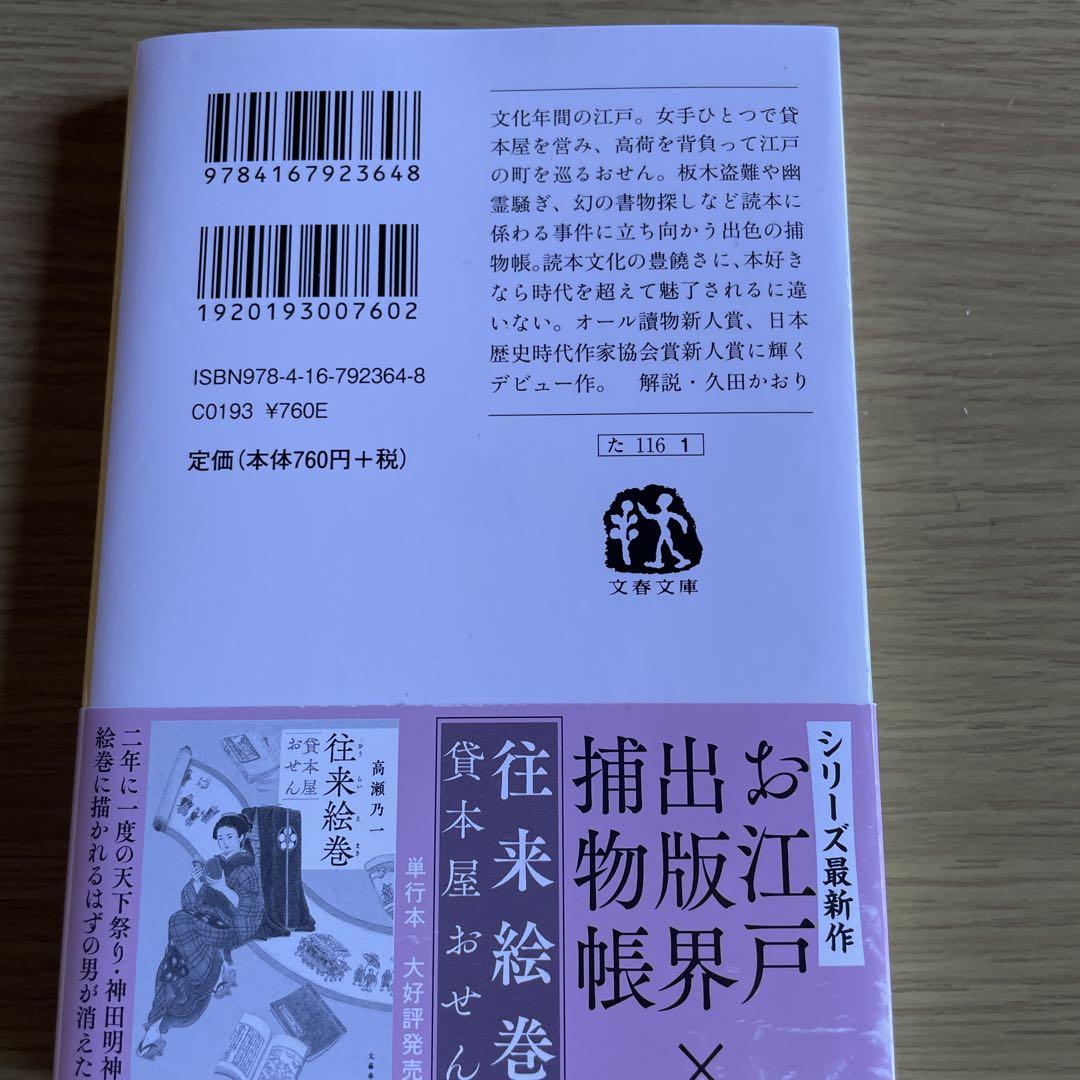 9784167923648
1920193007602
ISBN978-4-16-792364-8
C0193 ¥760E
定価(本体760円+税)
文化年間の江戸。女手ひとつで貸
本屋を営み、高荷を背負って江戸
の町を巡るおせん。板木盗難や幽
霊騒ぎ、幻の書物探しなど読本に
係わる事件に立ち向かう出色の捕
物帳。読本文化の豊饒さに、本好き
なら時代を超えて魅了されるに違
いない。オール讀物新人賞、日本
歴史時代作家協会賞新人賞に輝く
デビュー作。 解説・久田かおり
た 116 1
文春文庫
シリーズ最新作
お江戸
出版界
×
捕物帳
往来絵巻
貸本屋おせん
単行本 大好評発売
高瀬乃一
往来絵巻
おうらいえまき
貸本屋
おせん
二年に一度の天下祭り・神田明神
絵巻に描かれるはずの男が消えた